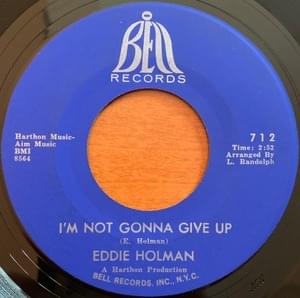 BELL
RECORDS
Harthon Music-
Aim Music
BMI
8564
712
Time: 2:52
Arranged By
L. Randolph
I'M NOT GONNA GIVE UP
(E. Holman)
EDDIE HOLMAN
A Harthon Production
BELL RECORDS, INC., N.Y.C.